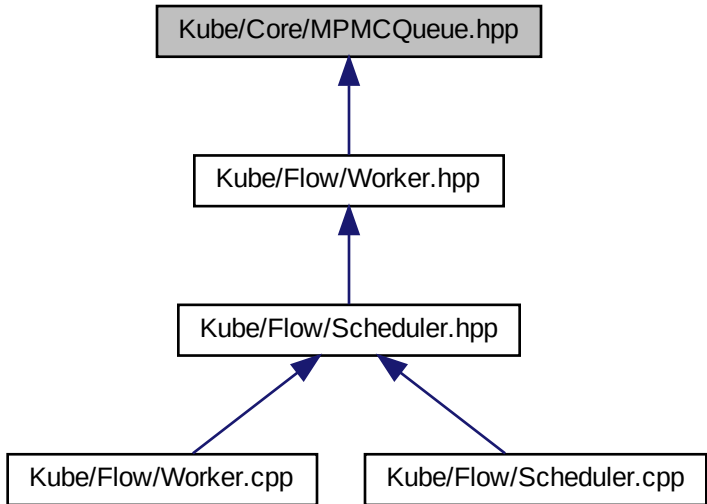 Kube/Core/MPMCQueue.hpp
Kube/Flow/Worker.hpp
Kube/Flow/Scheduler.hpp
Kube/Flow/Worker.cpp
Kube/Flow/Scheduler.cpp